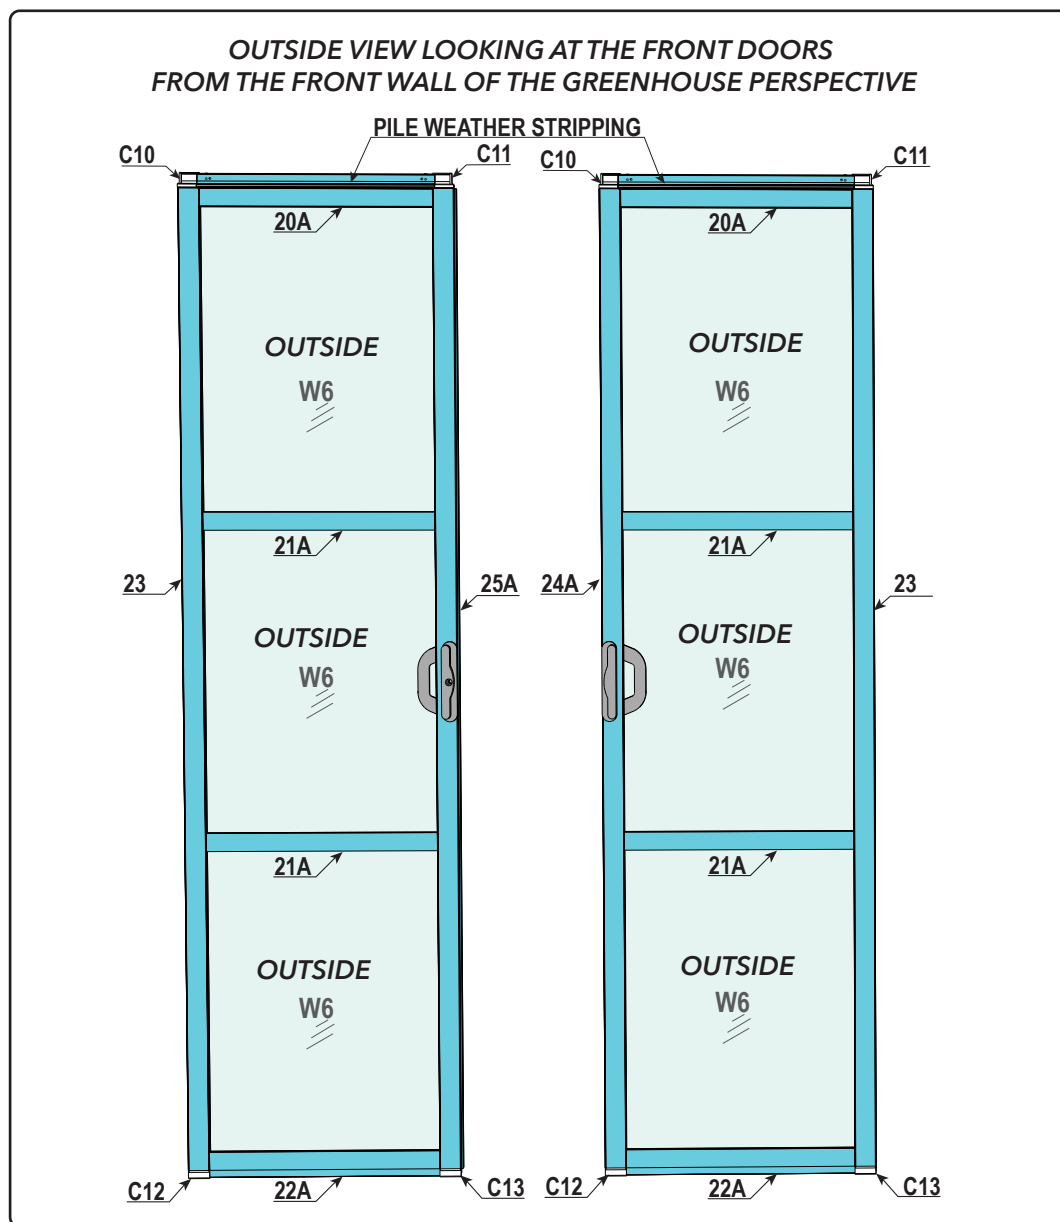 OUTSIDE VIEW LOOKING AT THE FRONT DOORS
FROM THE FRONT WALL OF THE GREENHOUSE PERSPECTIVE
PILE WEATHER STRIPPING
C10
C11
C10
C11
20A
20A
OUTSIDE
W6
OUTSIDE
W6
21A
21A
23
25A
24A
23
OUTSIDE
W6
OUTSIDE
W6
21A
21A
OUTSIDE
W6
OUTSIDE
W6
C12
22A
C13
C12
22A
C13